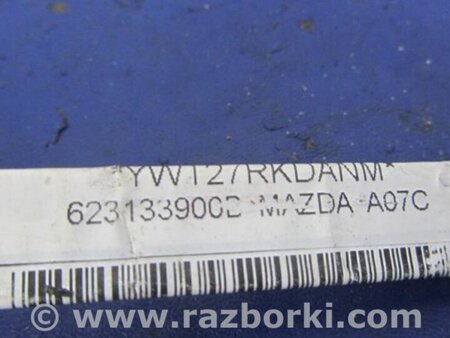 *YWT27RKDANM*
623133900D MAZDA A07C
© www.razborki.com